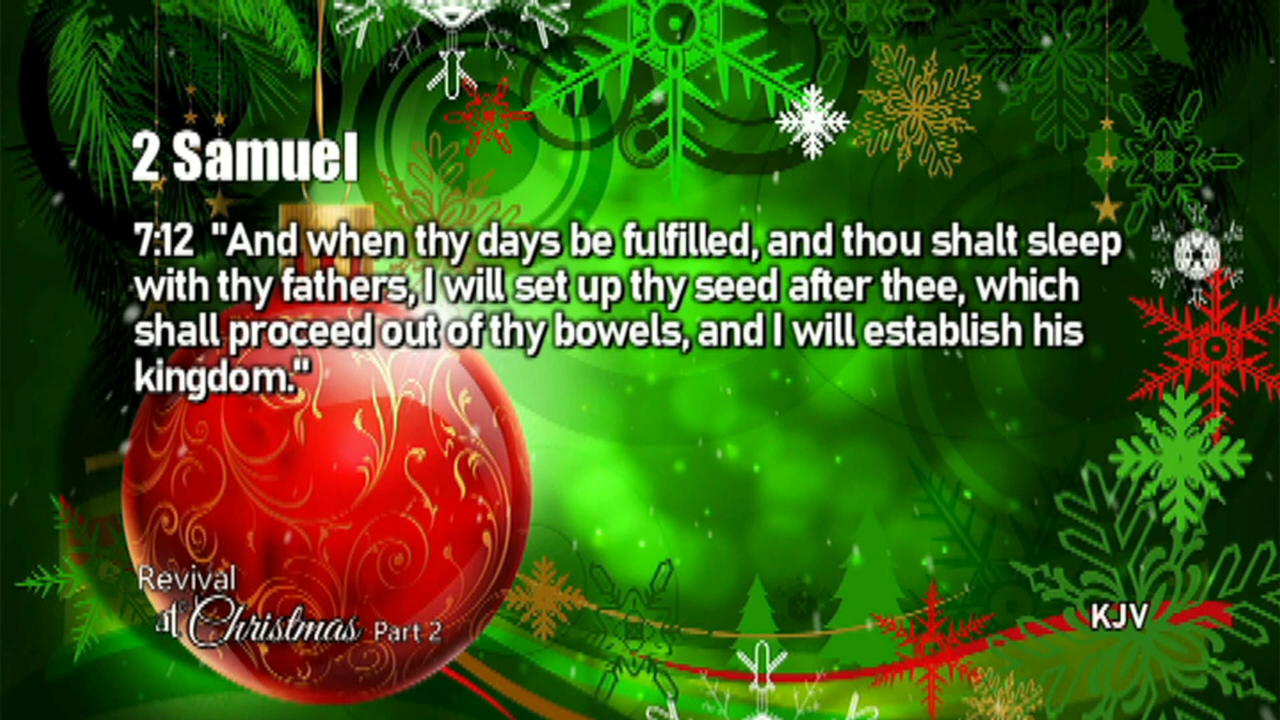 2 Samuel
7:12 "And when thy days be fulfilled, and thou shalt sleep
with thy fathers, I will set up thy seed after thee, which
shall proceed out of thy bowels, and I will establish his
kingdom."
Revival
at Christmas Part 2
KJV